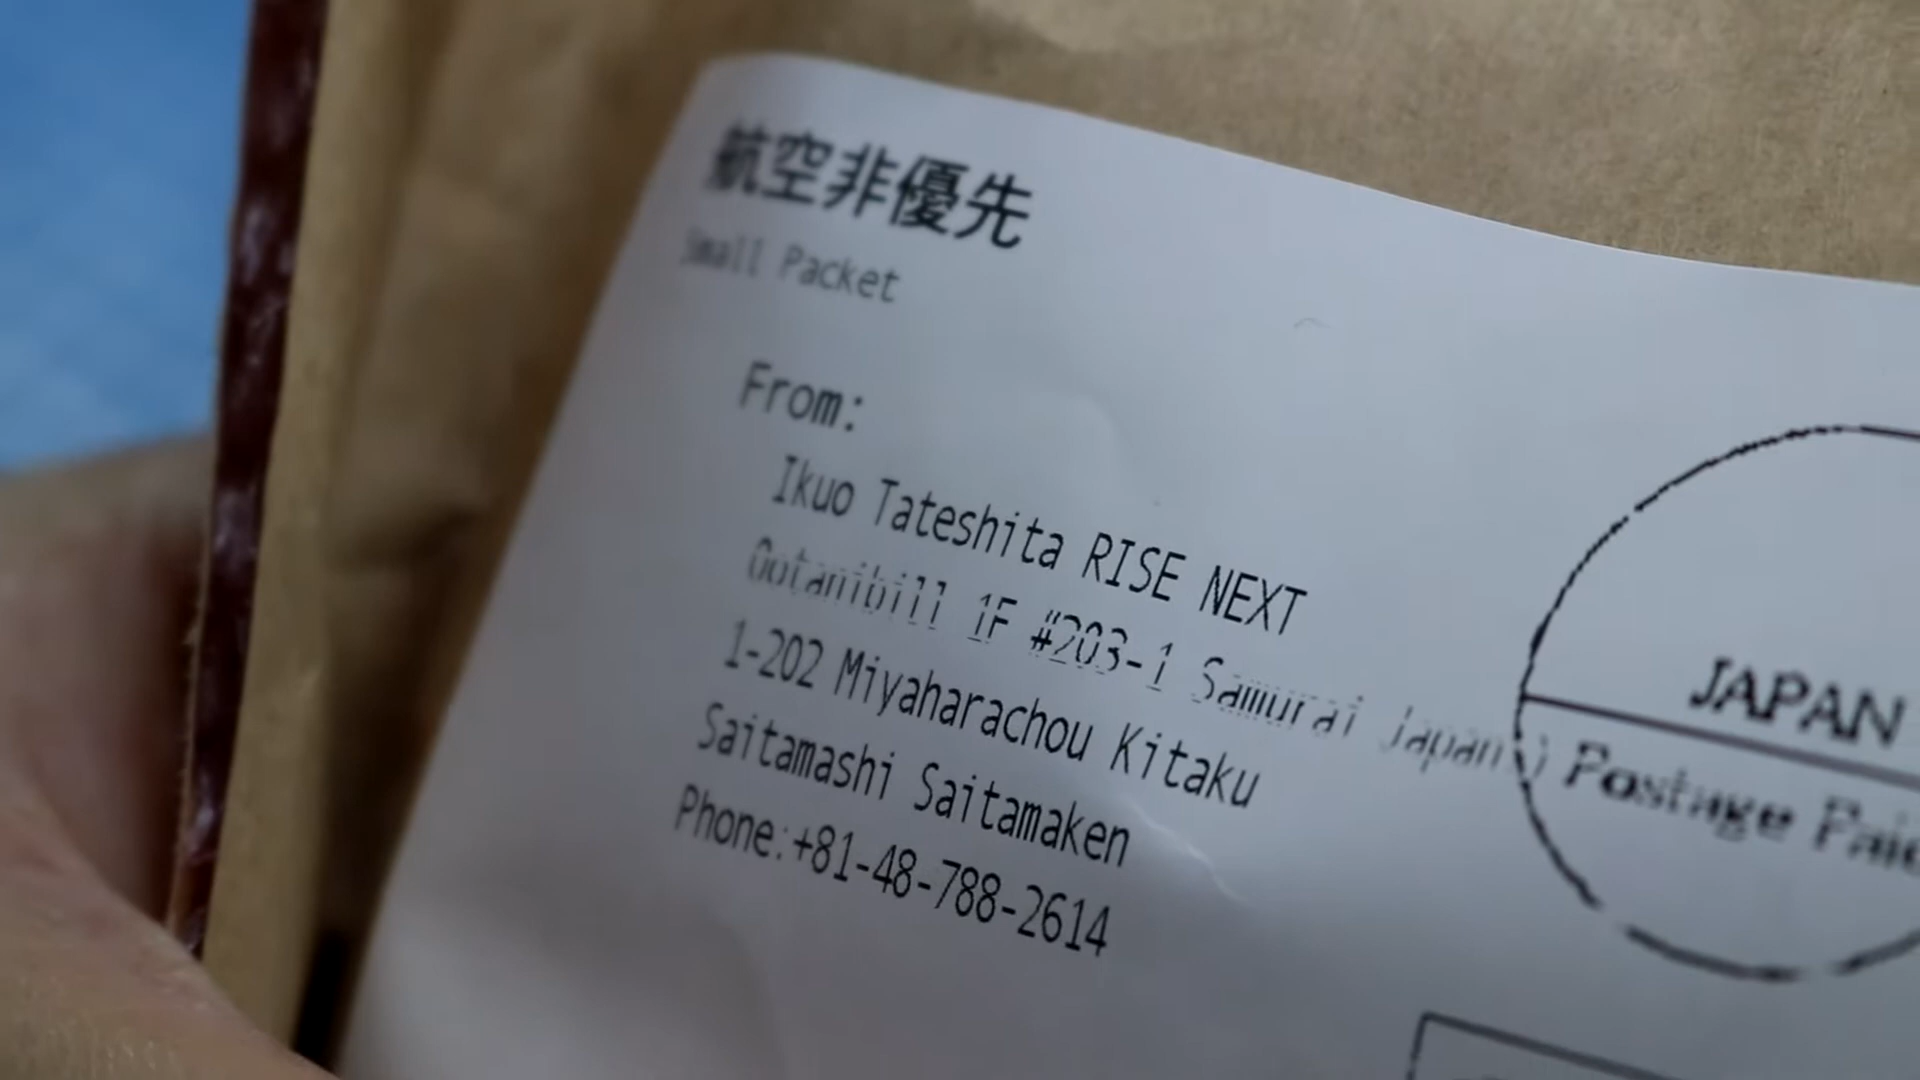 航空非優先
Small Packet
From:
Ikuo Tateshita RISE NEXT
Ootanibill 1F #203-1 Samurai Japan )
1-202 Miyaharachou Kitaku
Saitamashi Saitamaken
Phone:+81-48-788-2614
JAPAN
Postage Paid